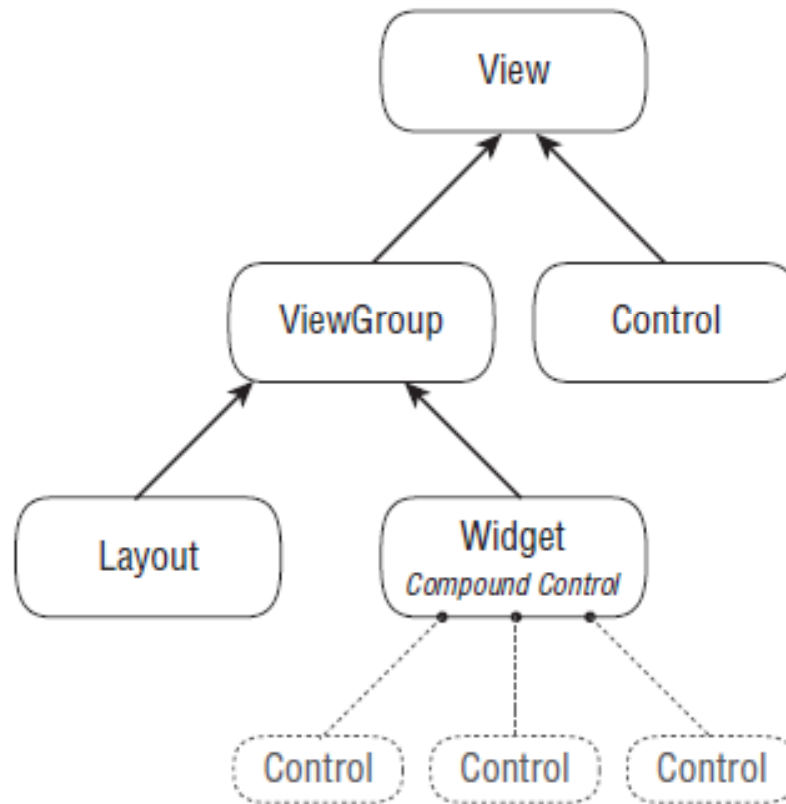 View
ViewGroup
Control
Layout
Widget
Compound Control
Control
Control
Control